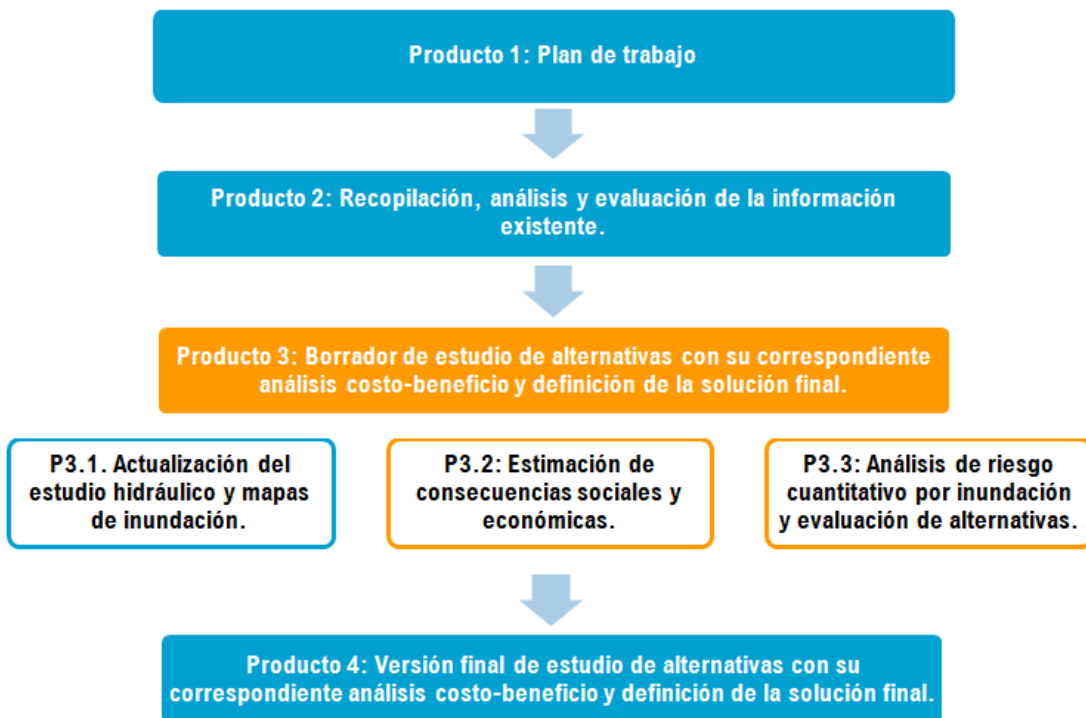 Producto 1: Plan de trabajo
Producto 2: Recopilación, análisis y evaluación de la información
existente.
Producto 3: Borrador de estudio de alternativas con su correspondiente
análisis costo-beneficio y definición de la solución final.
P3.1. Actualización del
estudio hidráulico y mapas
de inundación.
P3.2: Estimación de
consecuencias sociales y
económicas.
P3.3: Análisis de riesgo
cuantitativo por inundación
y evaluación de alternativas.
Producto 4: Versión final de estudio de alternativas con su
correspondiente análisis costo-beneficio y definición de la solución final.